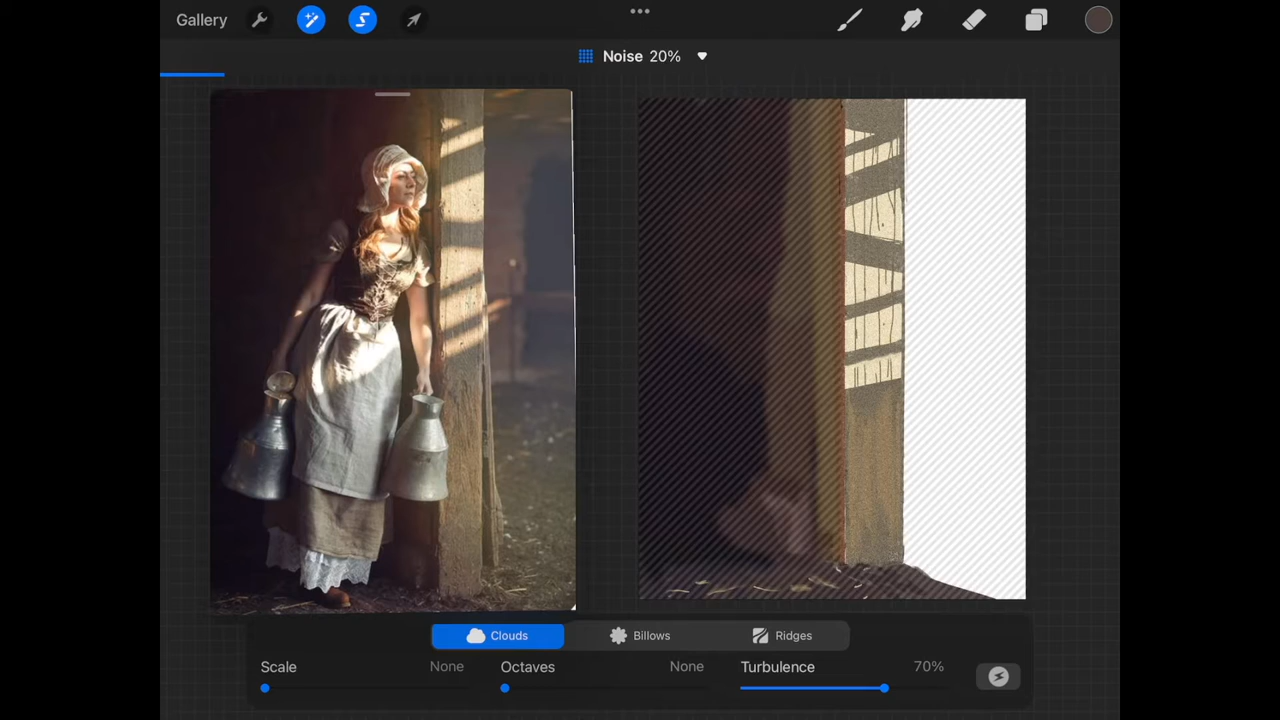 Gallery
Noise 20%
Clouds Billows Ridges
Scale None Octaves None Turbulence 70%